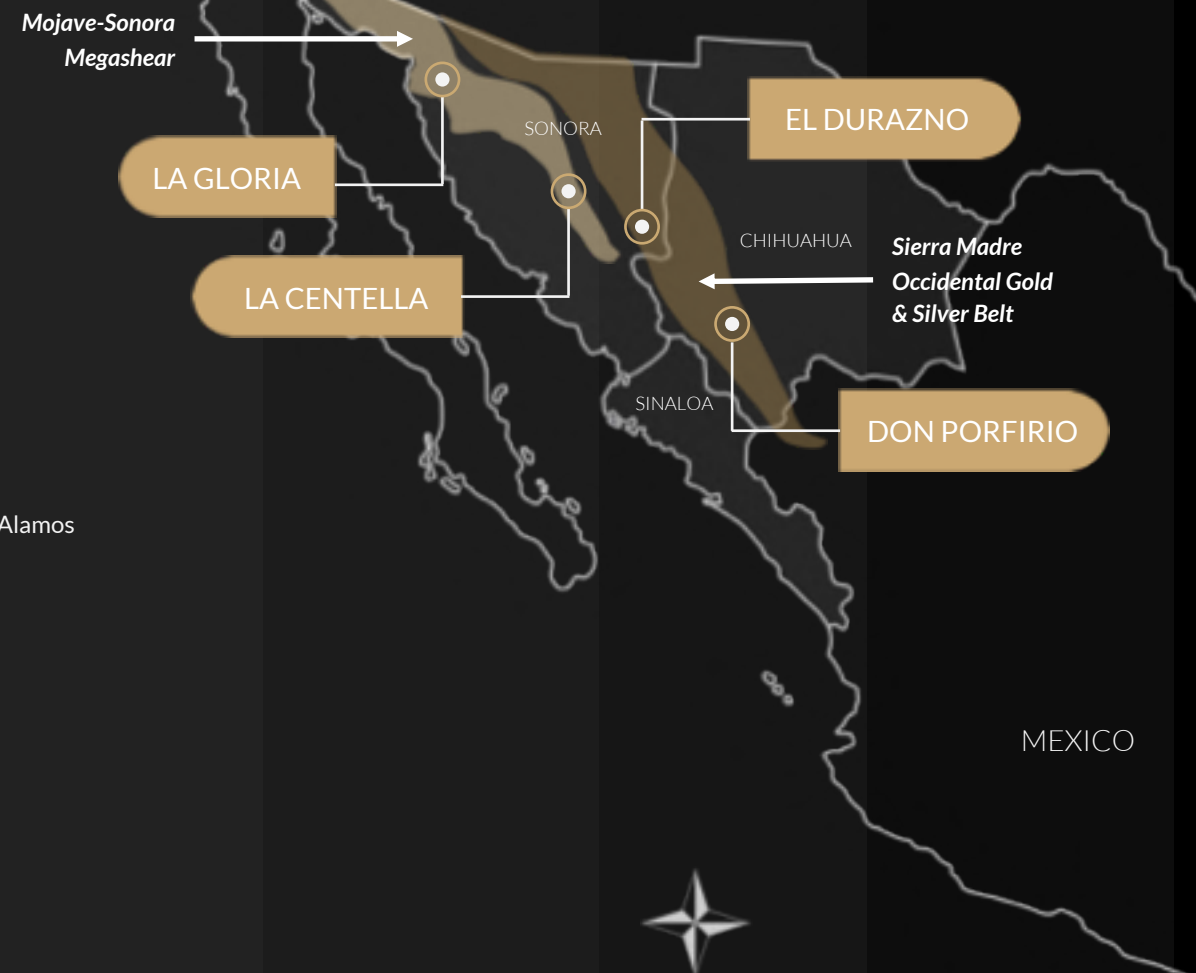 Mojave-Sonora
Megashear
EL DURAZNO
SONORA
LA GLORIA
CHIHUAHUA
Sierra Madre
Occidental Gold
& Silver Belt
LA CENTELLA
SINALOA
DON PORFIRIO
Alamos
MEXICO